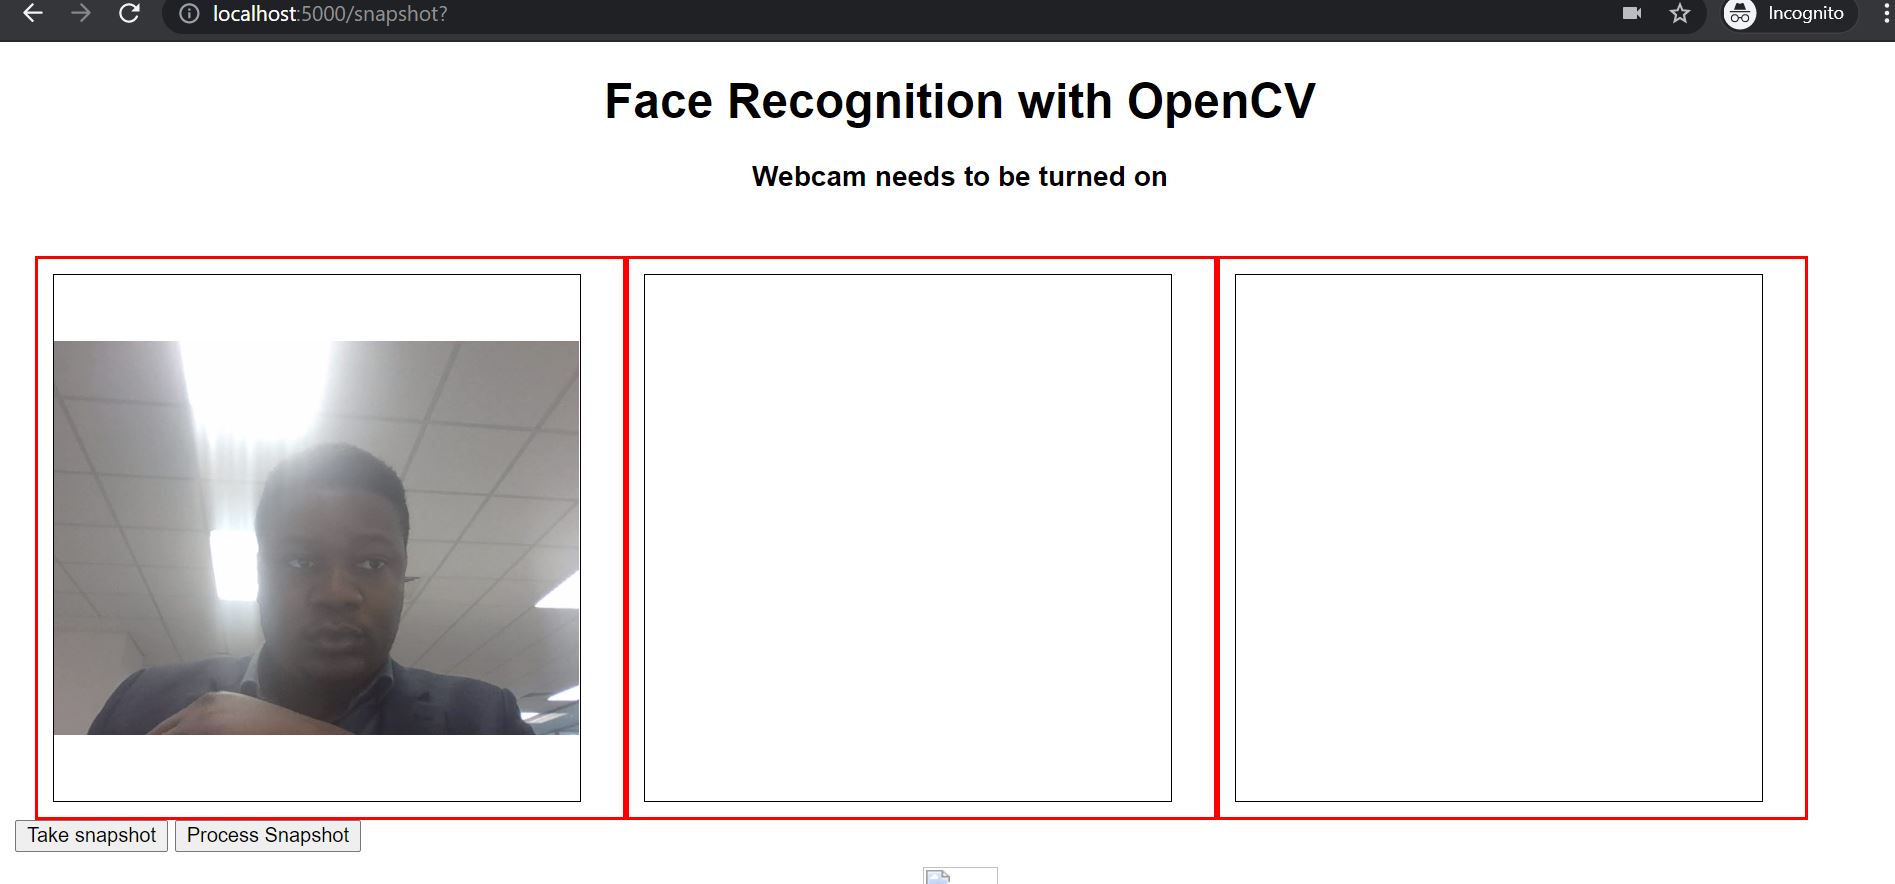 localhost:5000/snapshot?
Incognito
Face Recognition with OpenCV
Webcam needs to be turned on
Take snapshot
Process Snapshot